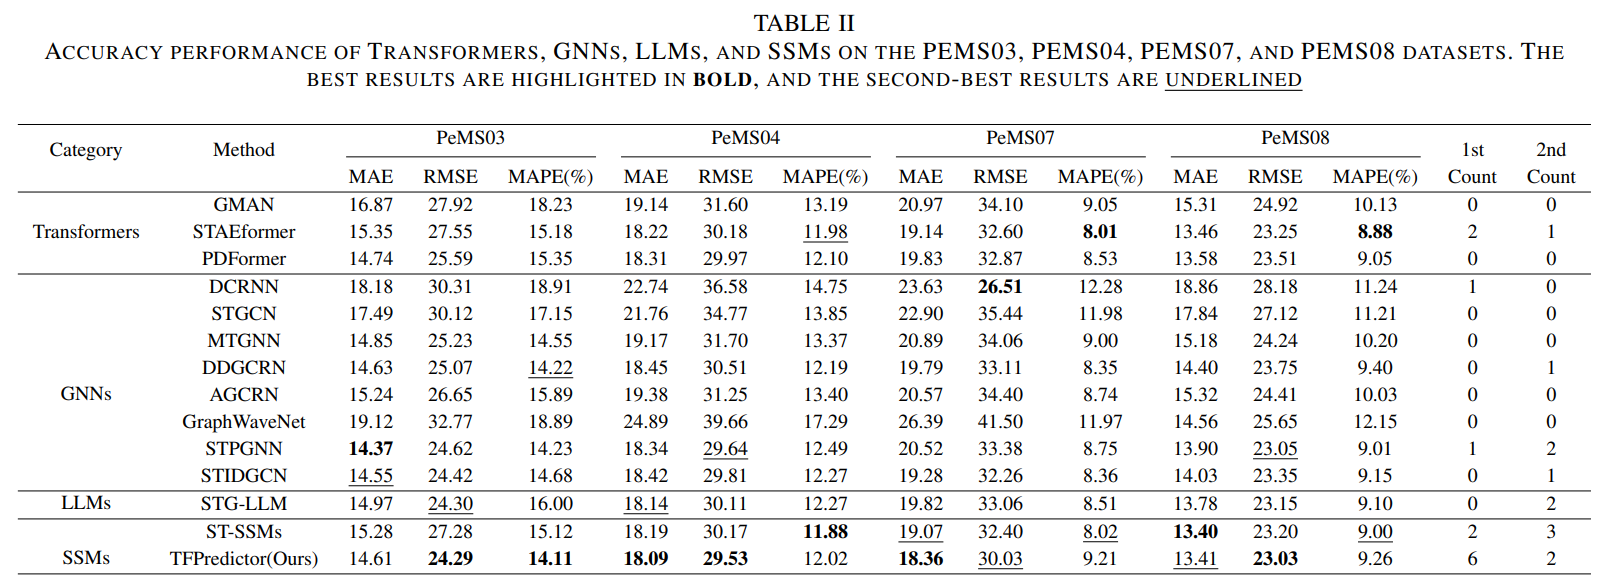 TABLE II
ACCURACY PERFORMANCE OF TRANSFORMERS, GNNS, LLMS, AND SSMS ON THE PEMS03, PEMS04, PEMS07, AND PEMS08 DATASETS. THE
BEST RESULTS ARE HIGHLIGHTED IN BOLD, AND THE SECOND-BEST RESULTS ARE UNDERLINED
Category Method PeMS03 PeMS04 PeMS07 PeMS08 1st Count 2nd Count
MAE RMSE MAPE(%) MAE RMSE MAPE(%) MAE RMSE MAPE(%) MAE RMSE MAPE(%)
GMAN 16.87 27.92 18.23 19.14 31.60 13.19 20.97 34.10 9.05 15.31 24.92 10.13 0 0
Transformers STAEformer 15.35 27.55 15.18 18.22 30.18 11.98 19.14 32.60 8.01 13.46 23.25 8.88 2 1
PDFormer 14.74 25.59 15.35 18.31 29.97 12.10 19.83 32.87 8.53 13.58 23.51 9.05 0 0
DCRNN 18.18 30.31 18.91 22.74 36.58 14.75 23.63 26.51 12.28 18.86 28.18 11.24 1 0
STGCN 17.49 30.12 17.15 21.76 34.77 13.85 22.90 35.44 11.98 17.84 27.12 11.21 0 0
MTGNN 14.85 25.23 14.55 19.17 31.70 13.37 20.89 34.06 9.00 15.18 24.24 10.20 0 0
DDGCRN 14.63 25.07 14.22 18.45 30.51 12.19 19.79 33.11 8.35 14.40 23.75 9.40 0 1
GNNs AGCRN 15.24 26.65 15.89 19.38 31.25 13.40 20.57 34.40 8.74 15.32 24.41 10.03 0 0
GraphWaveNet 19.12 32.77 18.89 24.89 39.66 17.29 26.39 41.50 11.97 14.56 25.65 12.15 0 0
STPGNN 14.37 24.62 14.23 18.34 29.64 12.49 20.52 33.38 8.75 13.90 23.05 9.01 1 2
STIDGCN 14.55 24.42 14.68 18.42 29.81 12.27 19.28 32.26 8.36 14.03 23.35 9.15 0 1
LLMs STG-LLM 14.97 24.30 16.00 18.14 30.11 12.27 19.82 33.06 8.51 13.78 23.15 9.10 0 2
ST-SSMs 15.28 27.28 15.12 18.19 30.17 11.88 19.07 32.40 8.02 13.40 23.20 9.00 2 3
SSMs TFPredictor(Ours) 14.61 24.29 14.11 18.09 29.53 12.02 18.36 30.03 9.21 13.41 23.03 9.26 6 2